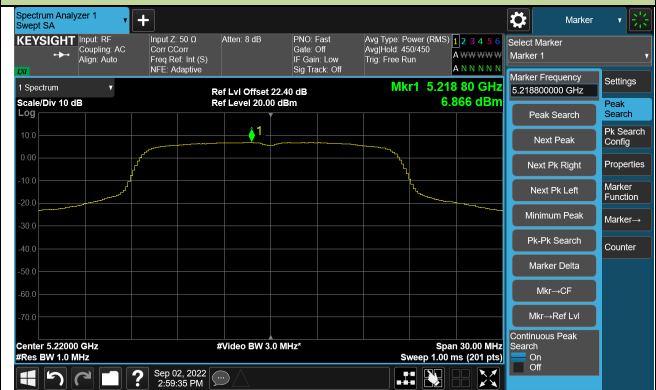 Spectrum Analyzer 1
Swept SA
Marker
KEYSIGHT
Input: RF
Coupling: AC
Align: Auto
Input Z: 50 Ω
Corr CCorr
Freq Ref: Int (S)
NFE: Adaptive
Atten: 8 dB
PNO: Fast
Gate: Off
IF Gain: Low
Sig Track: Off
Avg Type: Power (RMS)
Avg|Hold: 450/450
Trig: Free Run
1 2 3 4 5 6
A W W W W W
A N N N N N
LXI
Select Marker
Marker 1
1 Spectrum
Scale/Div 10 dB
Log
Ref Lvl Offset 22.40 dB
Ref Level 20.00 dBm
Mkr1 5.218 80 GHz
6.866 dBm
1
10.0
0.00
-10.0
-20.0
-30.0
-40.0
-50.0
-60.0
-70.0
Center 5.22000 GHz
#Res BW 1.0 MHz
#Video BW 3.0 MHz*
Span 30.00 MHz
Sweep 1.00 ms (201 pts)
Marker Frequency
5.218800000 GHz
Peak Search
Next Peak
Next Pk Right
Next Pk Left
Minimum Peak
Pk-Pk Search
Marker Delta
Mkr→CF
Mkr→Ref Lvl
Continuous Peak
Search
On
Off
Settings
Peak
Search
Pk Search
Config
Properties
Marker
Function
Marker→
Counter
Sep 02, 2022
2:59:35 PM